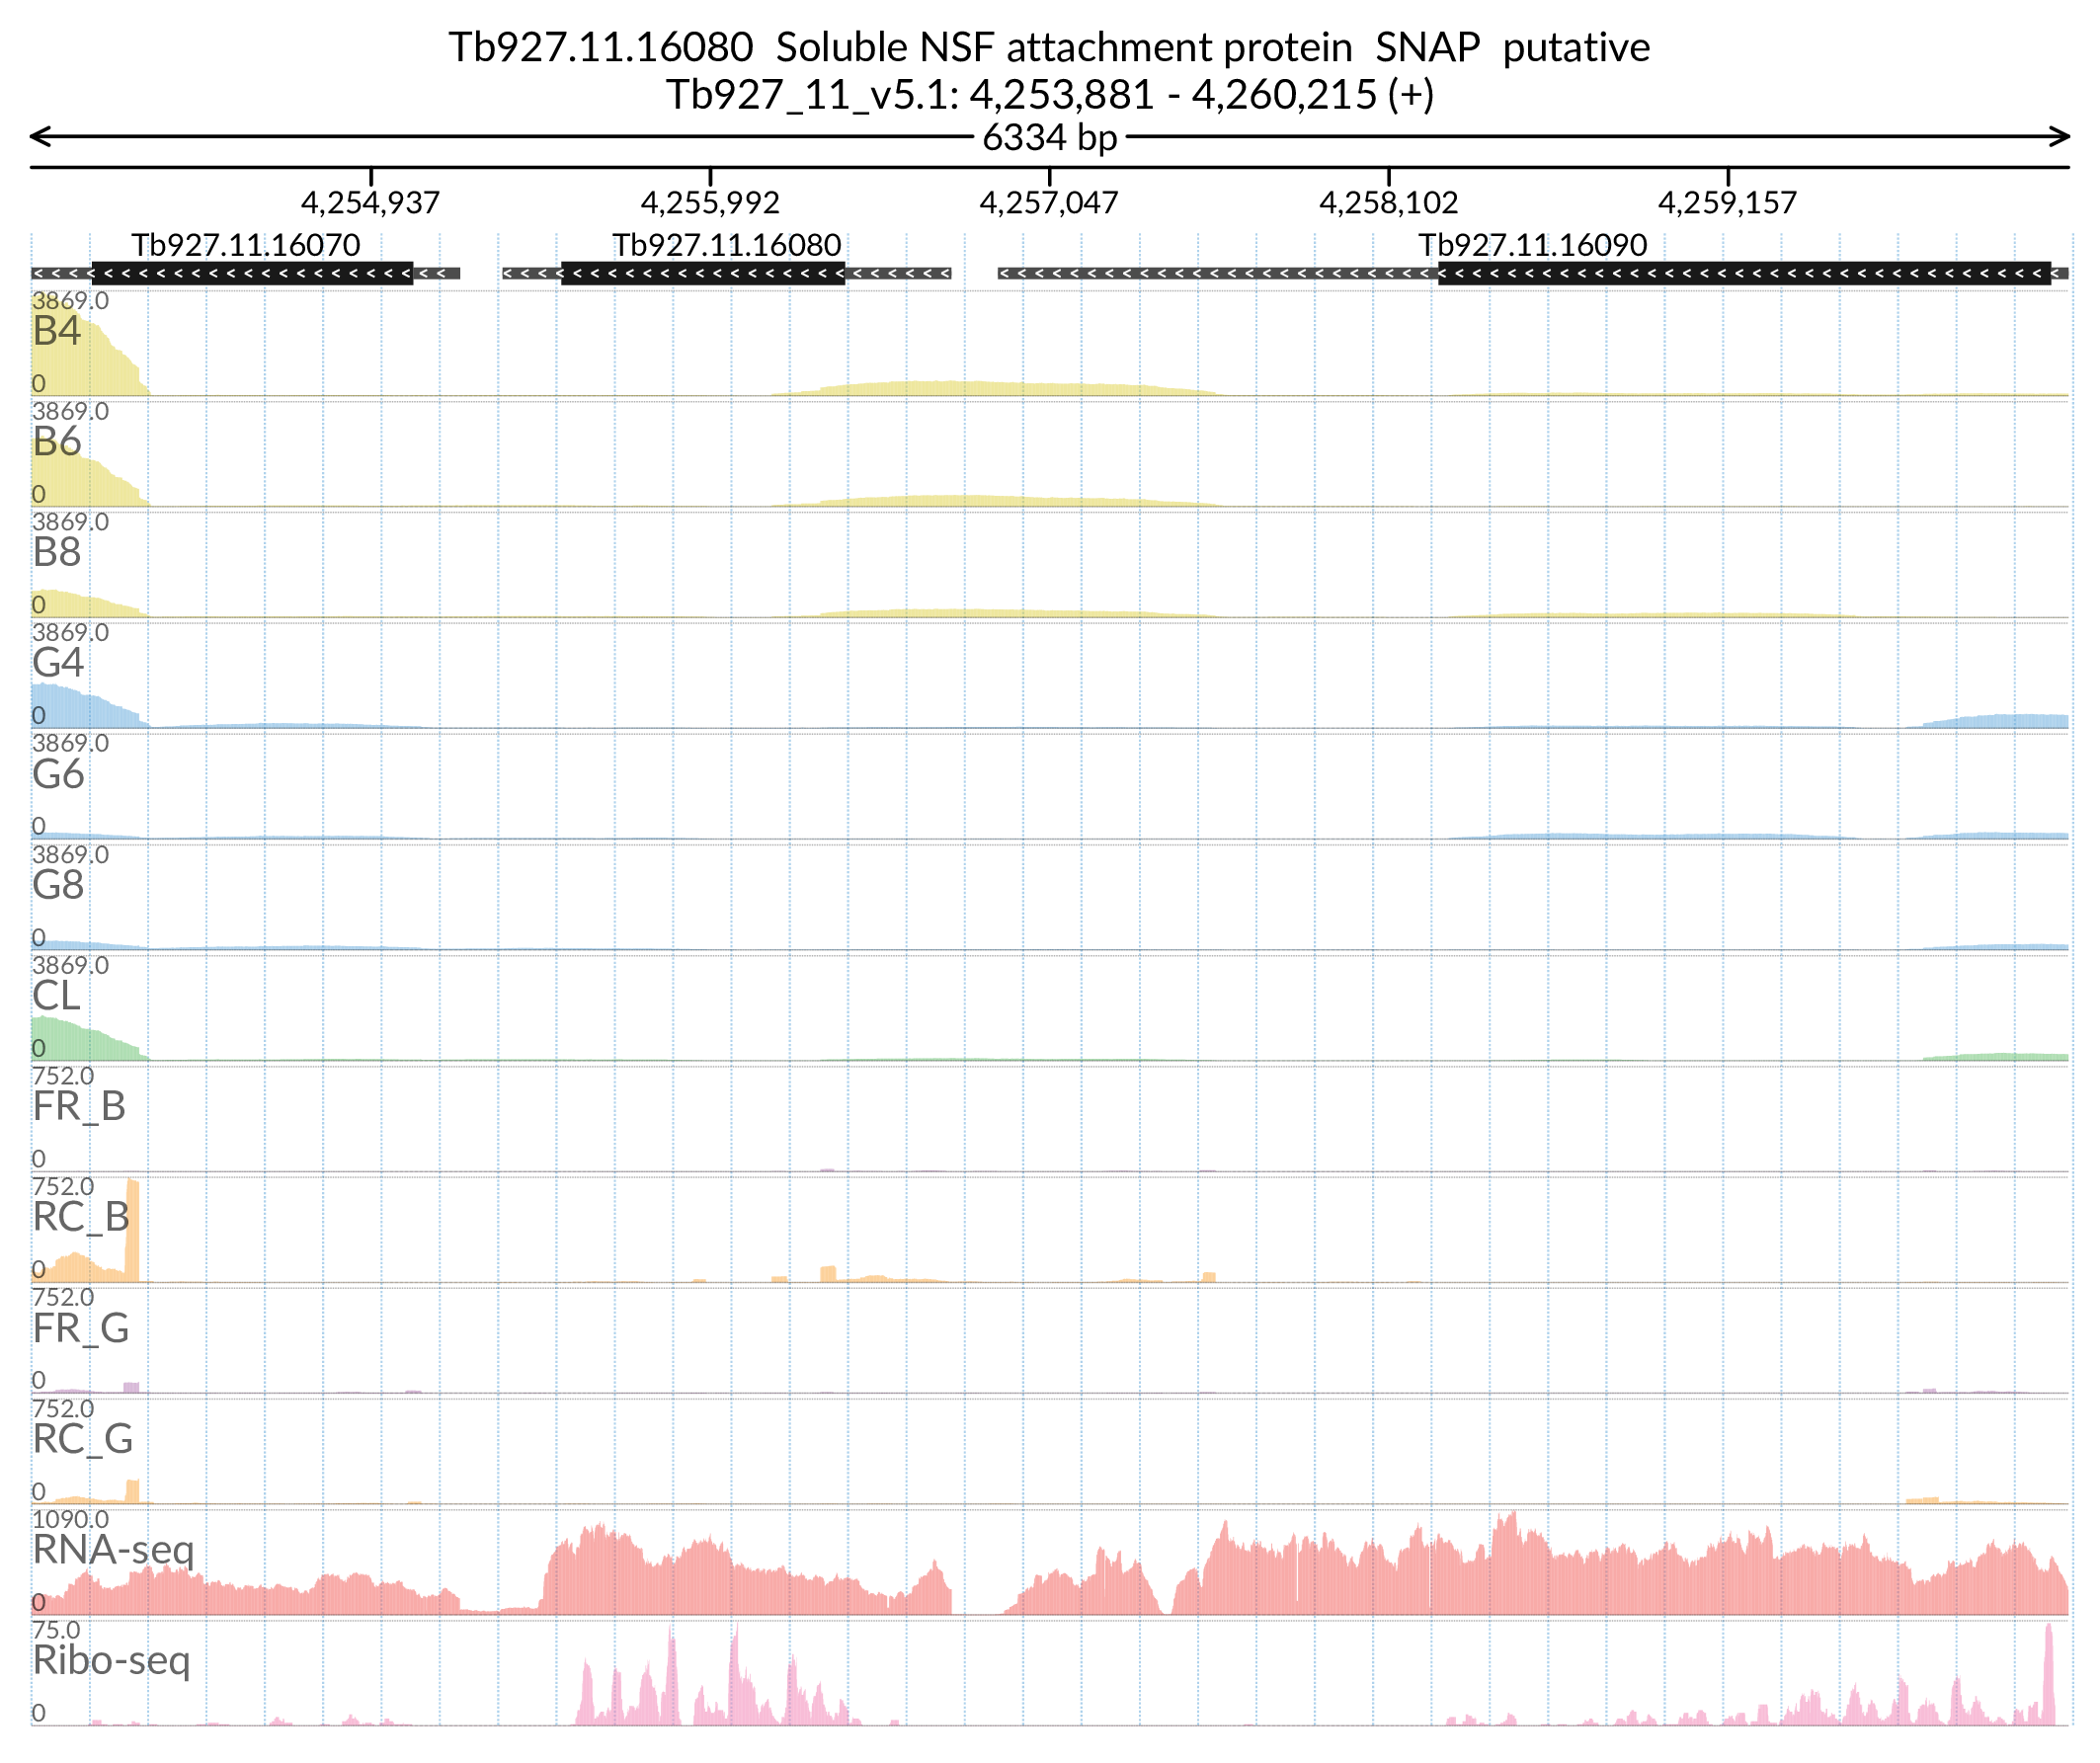 Tb927.11.16080  Soluble NSF attachment protein  SNAP  putative
Tb927_11_v5.1: 4,253,881 - 4,260,215 (+)
6334 bp
4,254,937 4,255,992 4,257,047 4,258,102 4,259,157
Tb927.11.16070 Tb927.11.16080 Tb927.11.16090
3869.0
B4
0
3869.0
B6
0
3869.0
B8
0
3869.0
G4
0
3869.0
G6
0
3869.0
G8
0
3869.0
CL
0
752.0
FR_B
0
752.0
RC_B
0
752.0
FR_G
0
752.0
RC_G
0
1090.0
RNA-seq
0
75.0
Ribo-seq
0